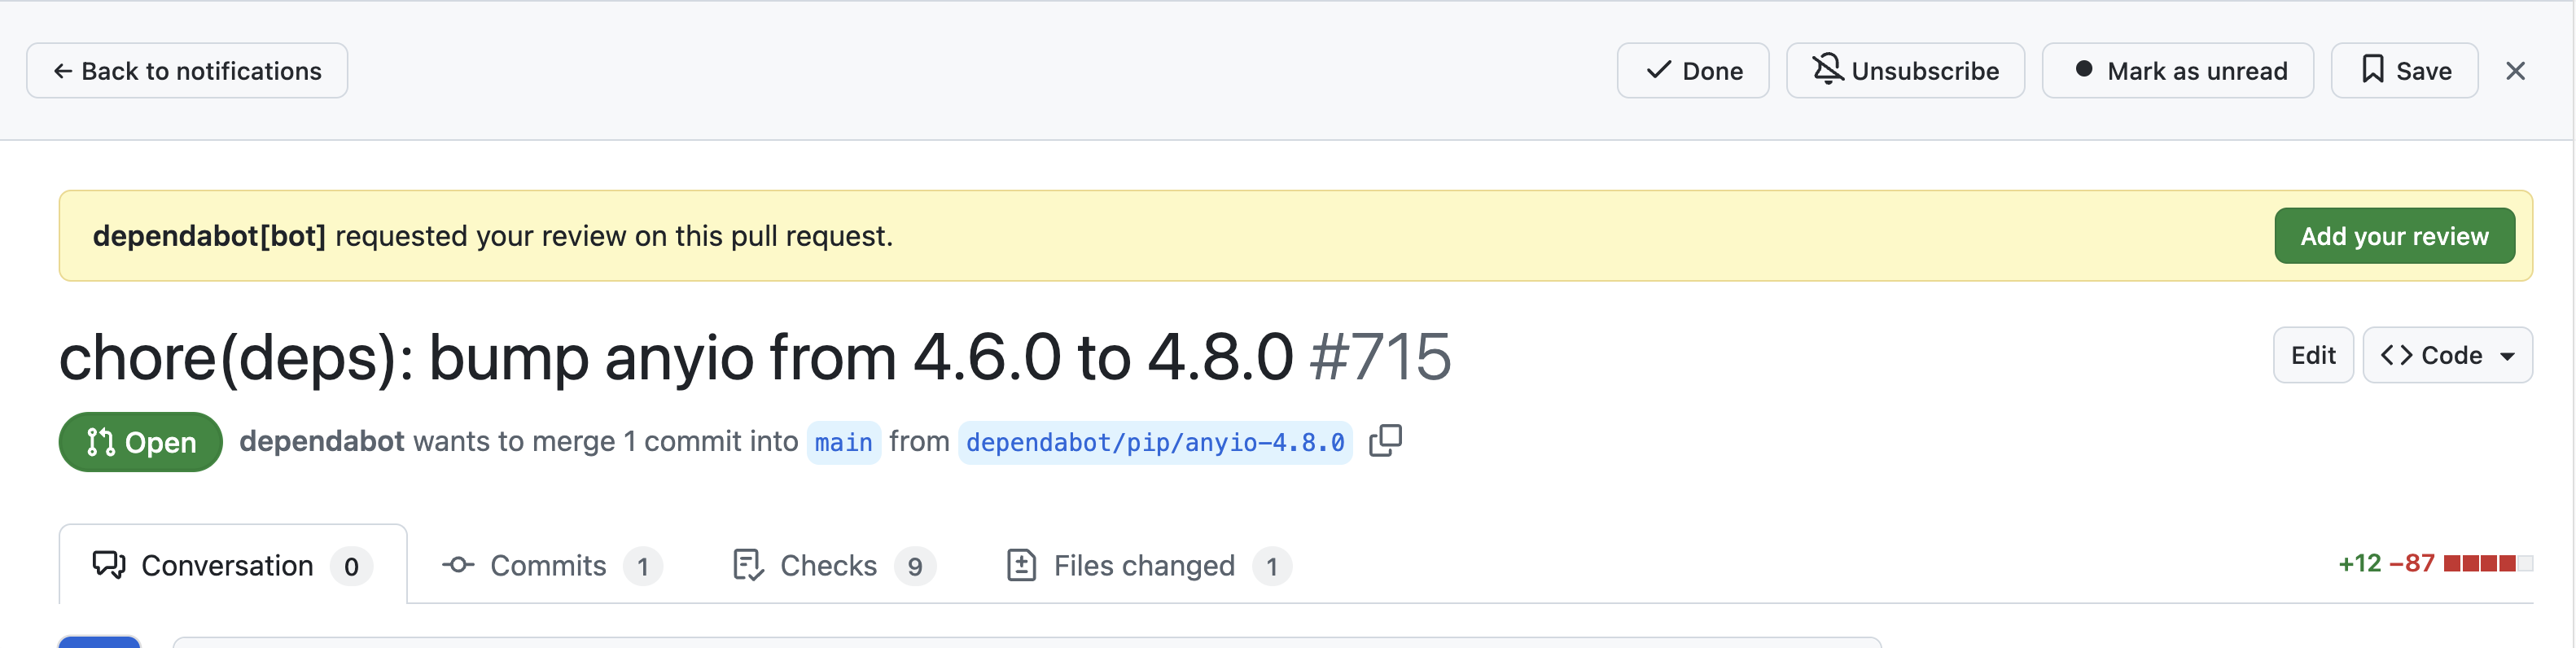 ← Back to notifications
Done
Unsubscribe
Mark as unread
Save
dependabot[bot] requested your review on this pull request.
Add your review
chore(deps): bump anyio from 4.6.0 to 4.8.0 #715
Edit
Code
Open
dependabot wants to merge 1 commit into main from dependabot/pip/anyio-4.8.0
Conversation 0
Commits 1
Checks 9
Files changed 1
+12 −87